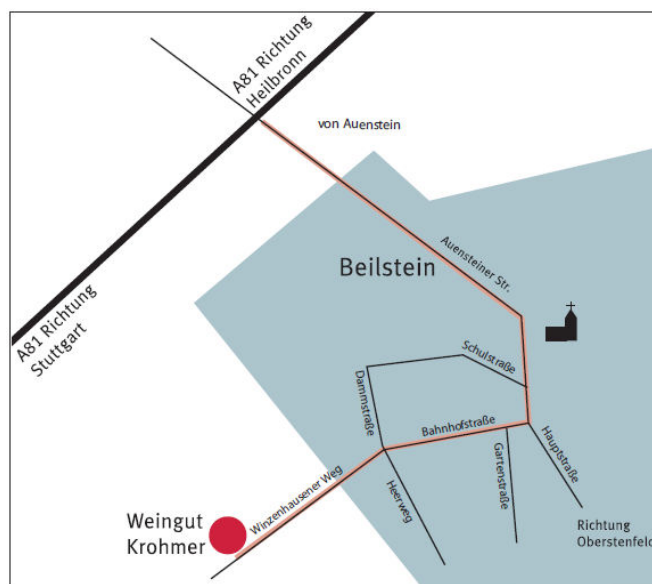 A81 Richtung
Heilbronn
von Auenstein
Auensteiner Str.
Beilstein
A81 Richtung
Stuttgart
Schulstraße
Dammstraße
Bahnhofstraße
Hauptstraße
Gartenstraße
Heerweg
Winzenhausener Weg
Weingut
Krohmer
Richtung
Oberstenfeld